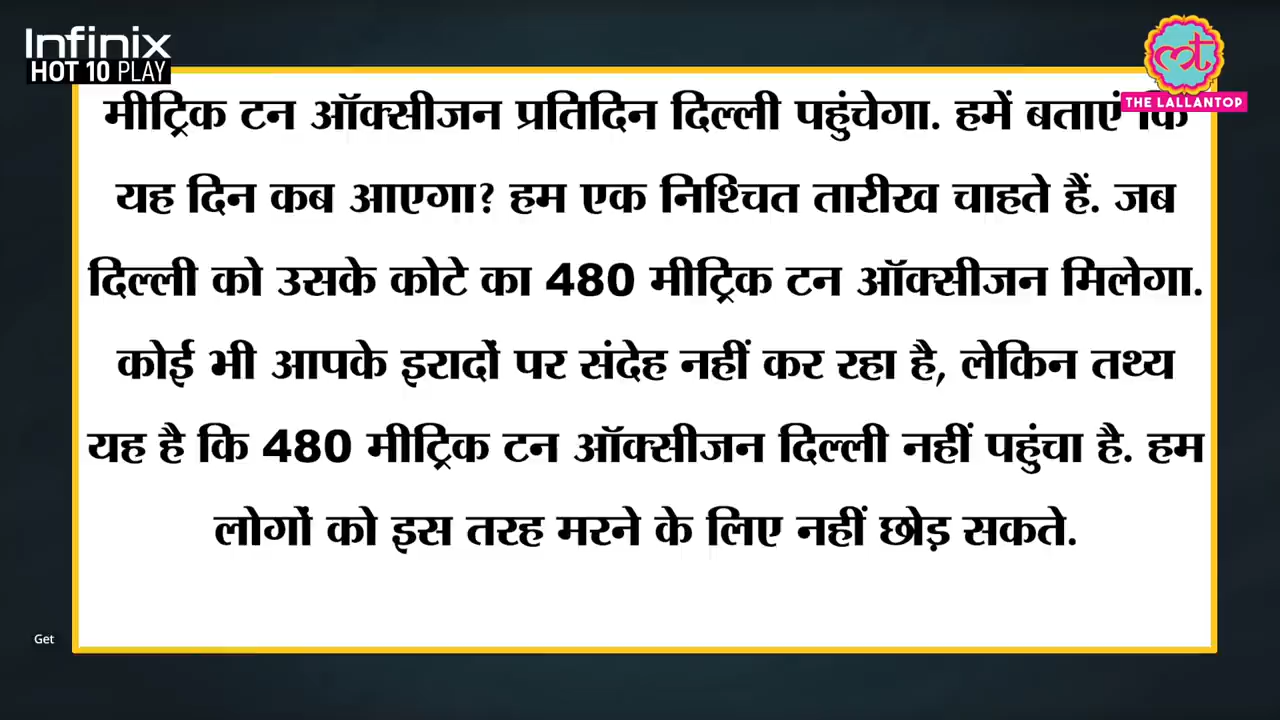 Infinix
HOT 10 PLAY
लT
THE LALLANTOP
मीट्रिक टन ऑक्सीजन प्रतिदिन दिल्ली पहुंचेगा. हमें बताएं कि
यह दिन कब आएगा? हम एक निश्चित तारीख चाहते हैं. जब
दिल्ली को उसके कोटे का 480 मीट्रिक टन ऑक्सीजन मिलेगा.
कोई भी आपके इरादों पर संदेह नहीं कर रहा है, लेकिन तथ्य
यह है कि 480 मीट्रिक टन ऑक्सीजन दिल्ली नहीं पहुंचा है. हम
लोगों को इस तरह मरने के लिए नहीं छोड़ सकते.
Get